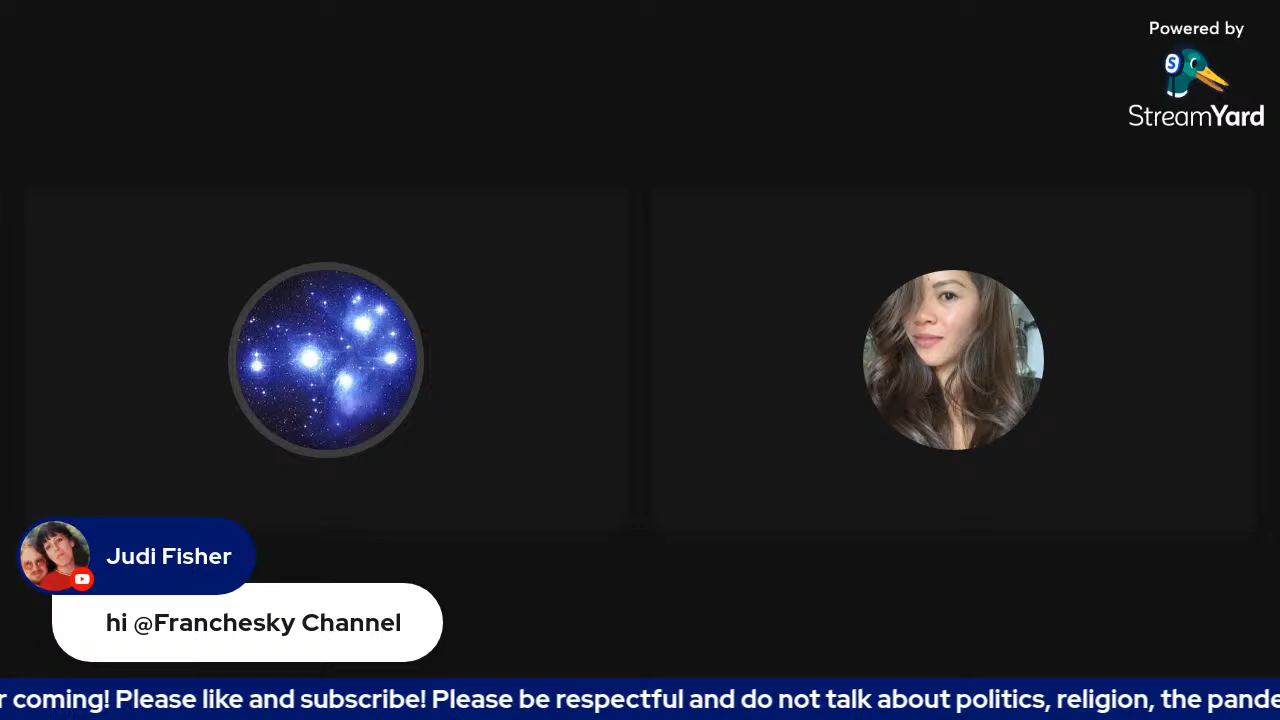 Powered by
S
StreamYard
Judi Fisher
hi @Franchesky Channel
coming! Please like and subscribe! Please be respectful and do not talk about politics, religion, the